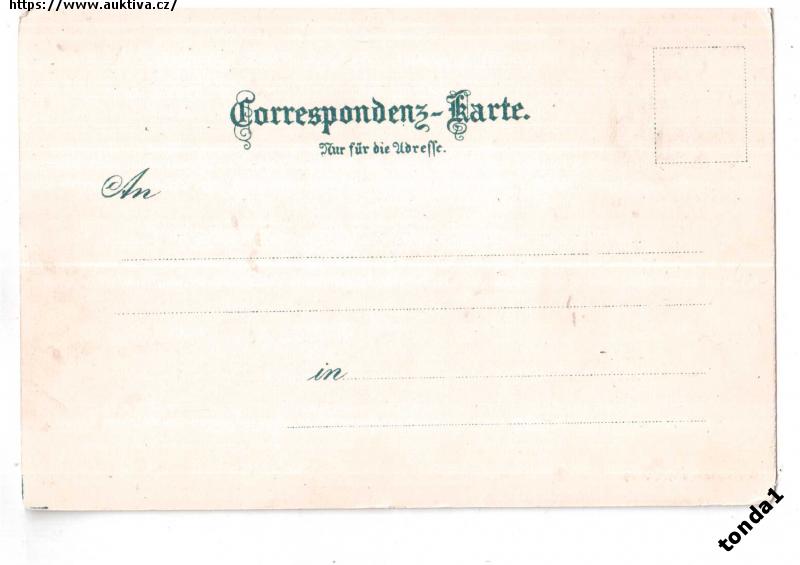 https://www.auktiva.cz/
Correspondenz-Karte.
Nur für die Adresse.
An
in
tonda1